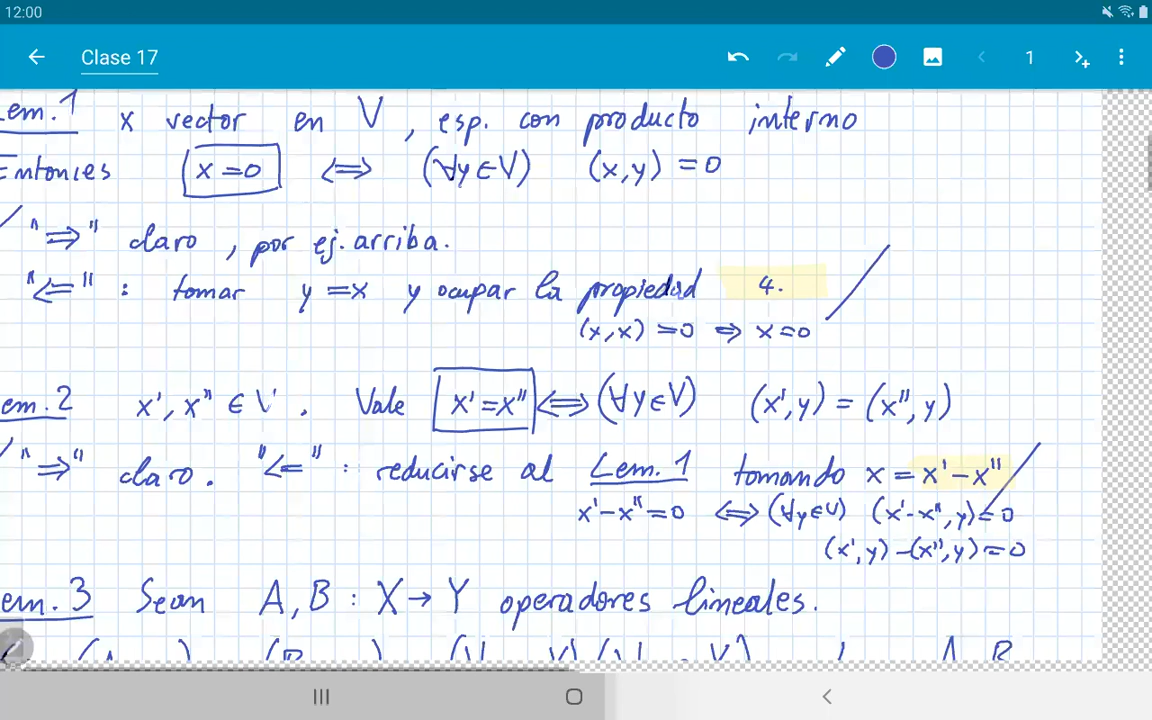 12:00
Clase 17
1
em. 1 x vector en V, esp. con producto interno
Entonces x = 0 ⟺ (∀y ∈ V) (x, y) = 0
"⇒" claro, por ej. arriba.
"⇐" : tomar y = x y ocupar la propiedad 4.
(x, x) = 0 ⇒ x = 0
em. 2 x', x'' ∈ V. Vale x' = x'' ⟺ (∀y ∈ V) (x', y) = (x'', y)
"⇒" claro. "⇐" : reducirse al Lem. 1 tomando x = x' - x''
x' - x'' = 0 ⟺ (∀y ∈ V) (x' - x'', y) = 0
(x', y) - (x'', y) = 0
em. 3 Sean A, B : X → Y operadores lineales.